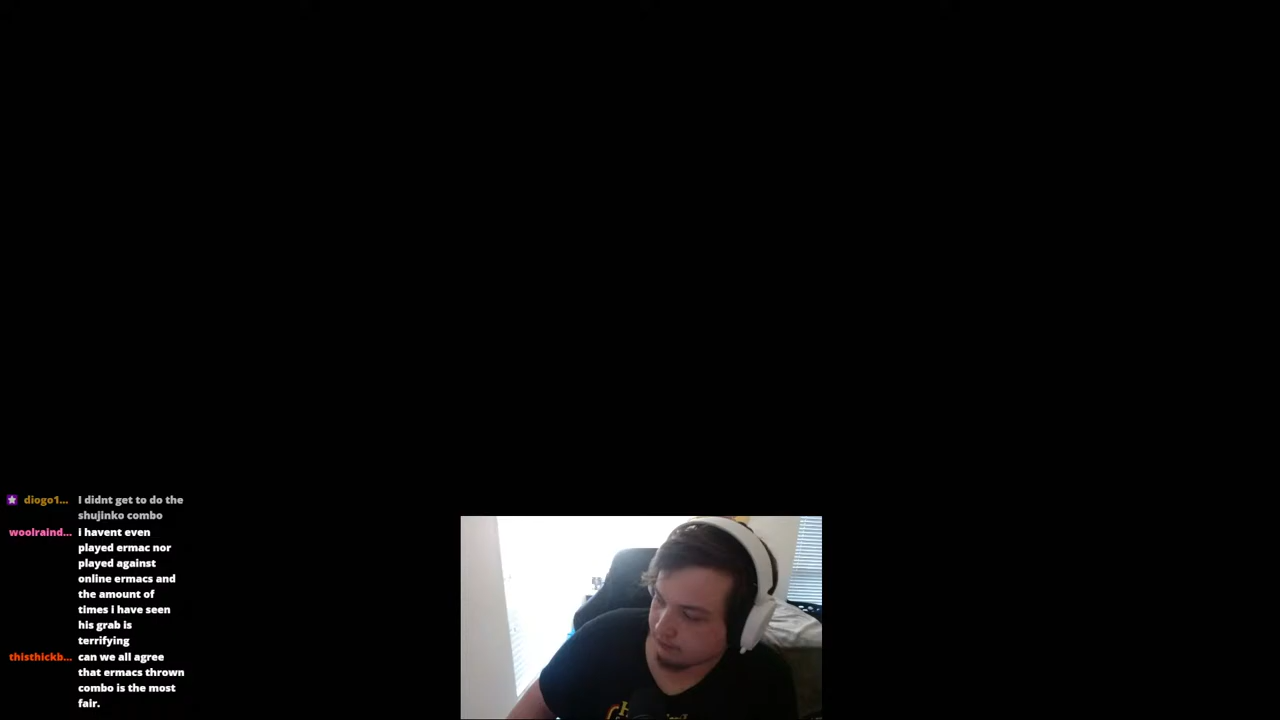 diogo1... I didnt get to do the
shujinko combo
woolraind... I havent even
played ermac nor
played against
online ermacs and
the amount of
times i have seen
his grab is
terrifying
thisthickb... can we all agree
that ermacs thrown
combo is the most
fair.